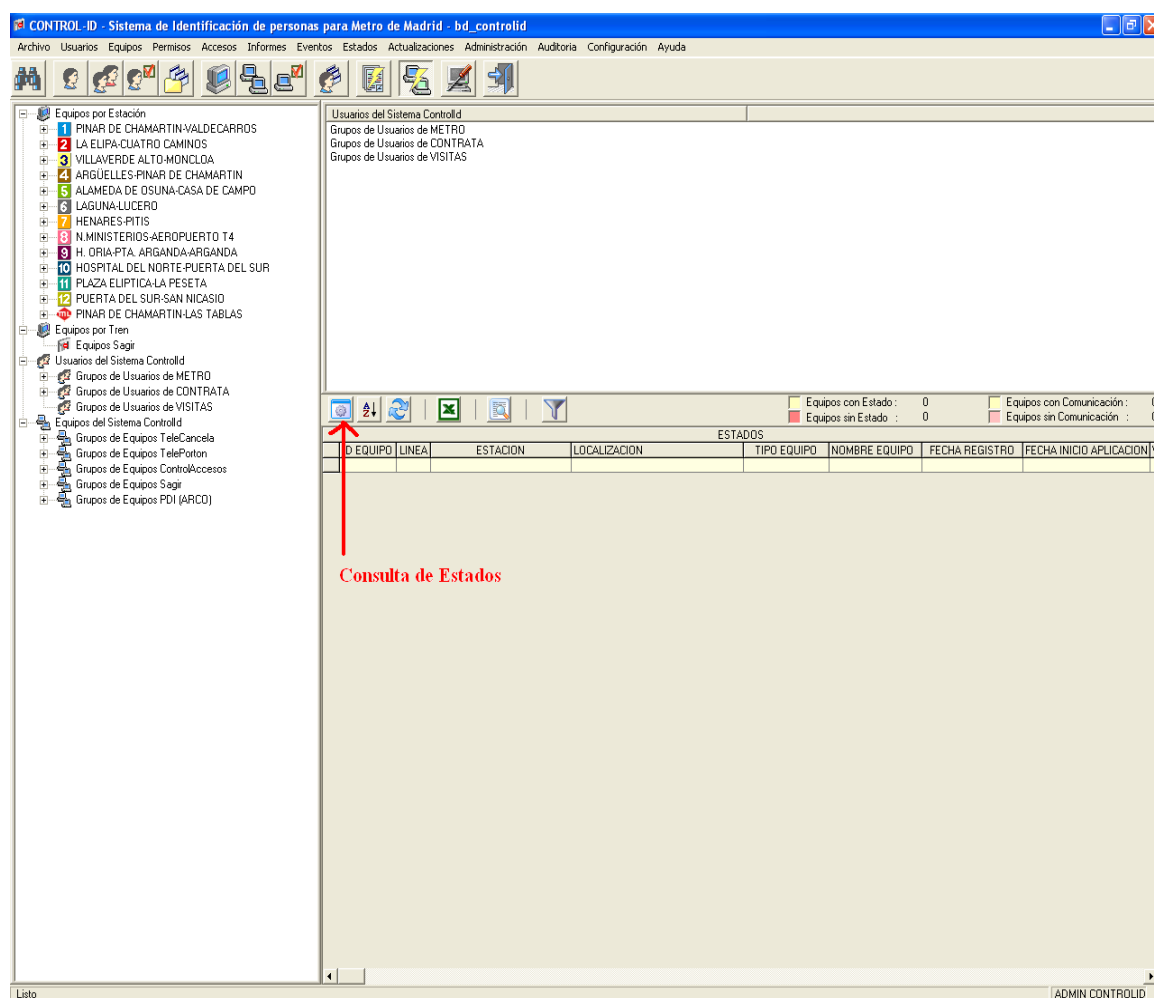 CONTROL-ID - Sistema de Identificación de personas para Metro de Madrid - bd_controlid
Archivo Usuarios Equipos Permisos Accesos Informes Eventos Estados Actualizaciones Administración Auditoria Configuración Ayuda
Equipos por Estación
1 PINAR DE CHAMARTIN-VALDECARROS
2 LA ELIPA-CUATRO CAMINOS
3 VILLAVERDE ALTO-MONCLOA
4 ARGÜELLES-PINAR DE CHAMARTIN
5 ALAMEDA DE OSUNA-CASA DE CAMPO
6 LAGUNA-LUCERO
7 HENARES-PITIS
8 N.MINISTERIOS-AEROPUERTO T4
9 H. ORIA-PTA. ARGANDA-ARGANDA
10 HOSPITAL DEL NORTE-PUERTA DEL SUR
11 PLAZA ELIPTICA-LA PESETA
12 PUERTA DEL SUR-SAN NICASIO
ml PINAR DE CHAMARTIN-LAS TABLAS
Equipos por Tren
Equipos Sagir
Usuarios del Sistema ControlId
Grupos de Usuarios de METRO
Grupos de Usuarios de CONTRATA
Grupos de Usuarios de VISITAS
Equipos del Sistema ControlId
Grupos de Equipos TeleCancela
Grupos de Equipos TelePorton
Grupos de Equipos ControlAccesos
Grupos de Equipos Sagir
Grupos de Equipos PDI (ARCO)
Usuarios del Sistema ControlId
Grupos de Usuarios de METRO
Grupos de Usuarios de CONTRATA
Grupos de Usuarios de VISITAS
Equipos con Estado : 0 Equipos con Comunicación : 0
Equipos sin Estado : 0 Equipos sin Comunicación : 0
ESTADOS
D EQUIPO LINEA ESTACION LOCALIZACION TIPO EQUIPO NOMBRE EQUIPO FECHA REGISTRO FECHA INICIO APLICACION V
Consulta de Estados
Listo ADMIN CONTROLID